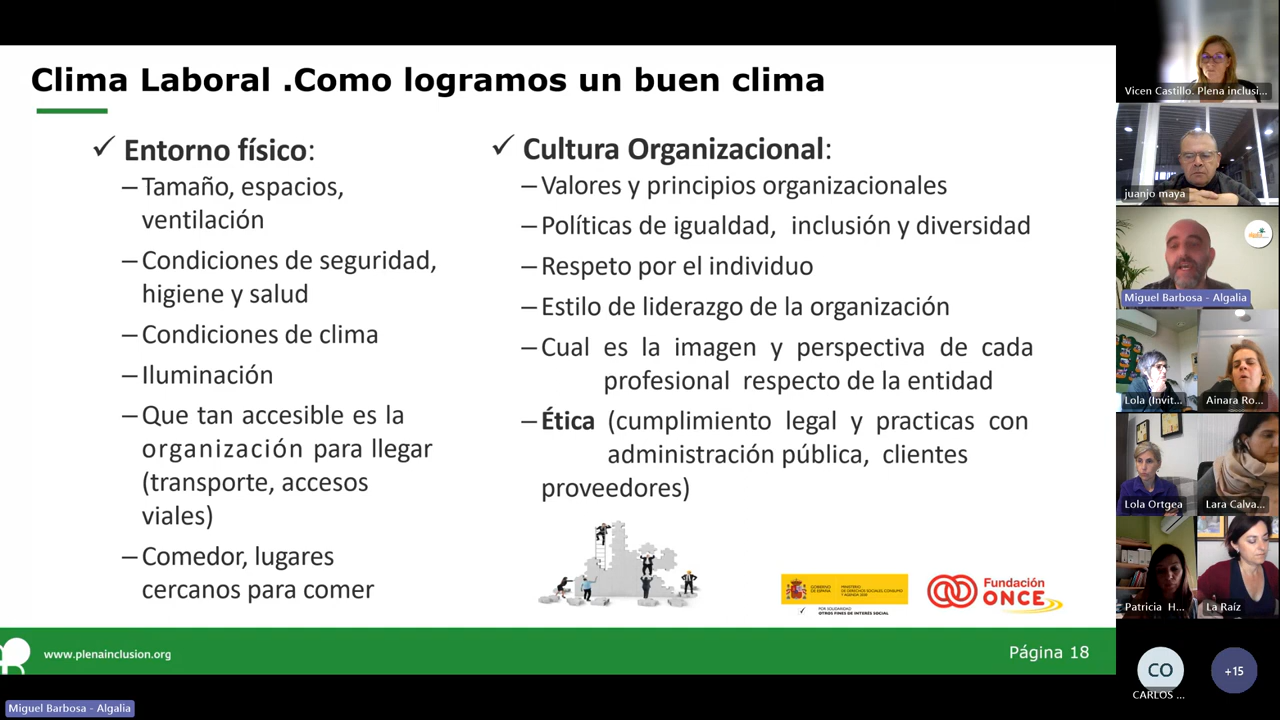 Clima Laboral .Como logramos un buen clima
✓ Entorno físico:
– Tamaño, espacios,
ventilación
– Condiciones de seguridad,
higiene y salud
– Condiciones de clima
– Iluminación
– Que tan accesible es la
organización para llegar
(transporte, accesos
viales)
– Comedor, lugares
cercanos para comer
✓ Cultura Organizacional:
– Valores y principios organizacionales
– Políticas de igualdad, inclusión y diversidad
– Respeto por el individuo
– Estilo de liderazgo de la organización
– Cual es la imagen y perspectiva de cada
profesional respecto de la entidad
– Ética (cumplimiento legal y practicas con
administración pública, clientes
proveedores)
GOBIERNO
DE ESPAÑA
MINISTERIO
DE DERECHOS SOCIALES, CONSUMO
Y AGENDA 2030
POR SOLIDARIDAD
OTROS FINES DE INTERÉS SOCIAL
Fundación
ONCE
www.plenainclusion.org
Página 18
Miguel Barbosa - Algalia
Vicen Castillo. Plena inclusi...
juanjo maya
Miguel Barbosa - Algalia
Lola (Invit...
Ainara Ro...
Lola Ortgea
Lara Calva...
Patricia H...
La Raíz
CO
+15
CARLOS ...